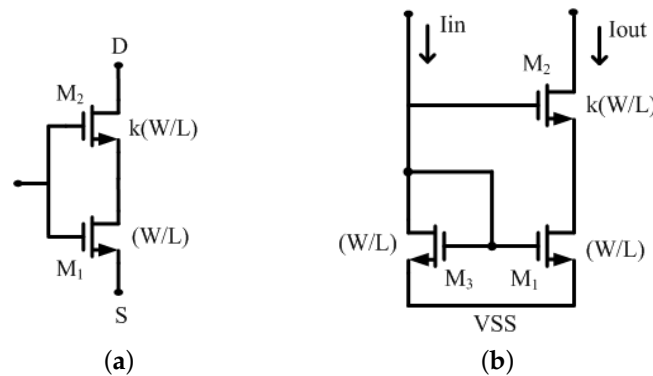 D
M2
k(W/L)
(W/L)
M1
S
(a)
Iin
Iout
M2
k(W/L)
(W/L)
(W/L)
M3
M1
VSS
(b)